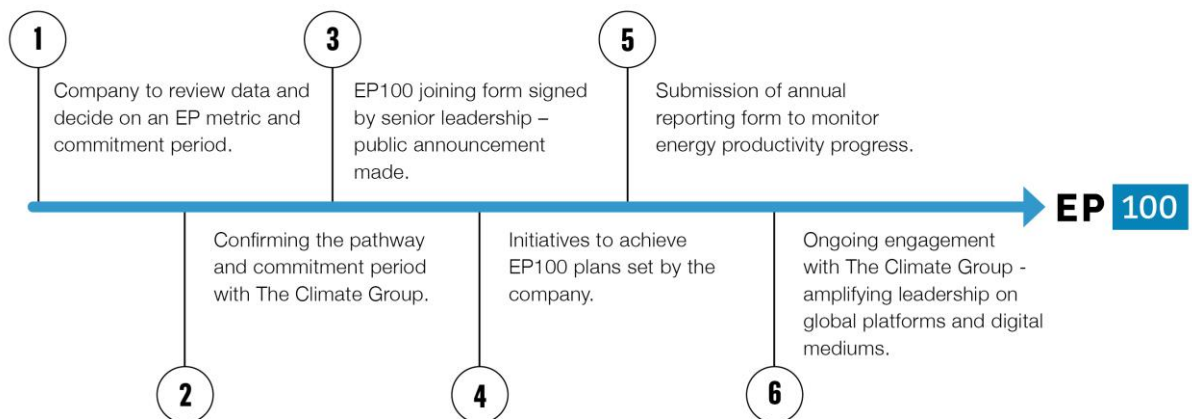 1
Company to review data and
decide on an EP metric and
commitment period.
2
Confirming the pathway
and commitment period
with The Climate Group.
3
EP100 joining form signed
by senior leadership –
public announcement
made.
4
Initiatives to achieve
EP100 plans set by the
company.
5
Submission of annual
reporting form to monitor
energy productivity progress.
6
Ongoing engagement
with The Climate Group -
amplifying leadership on
global platforms and digital
mediums.
EP 100